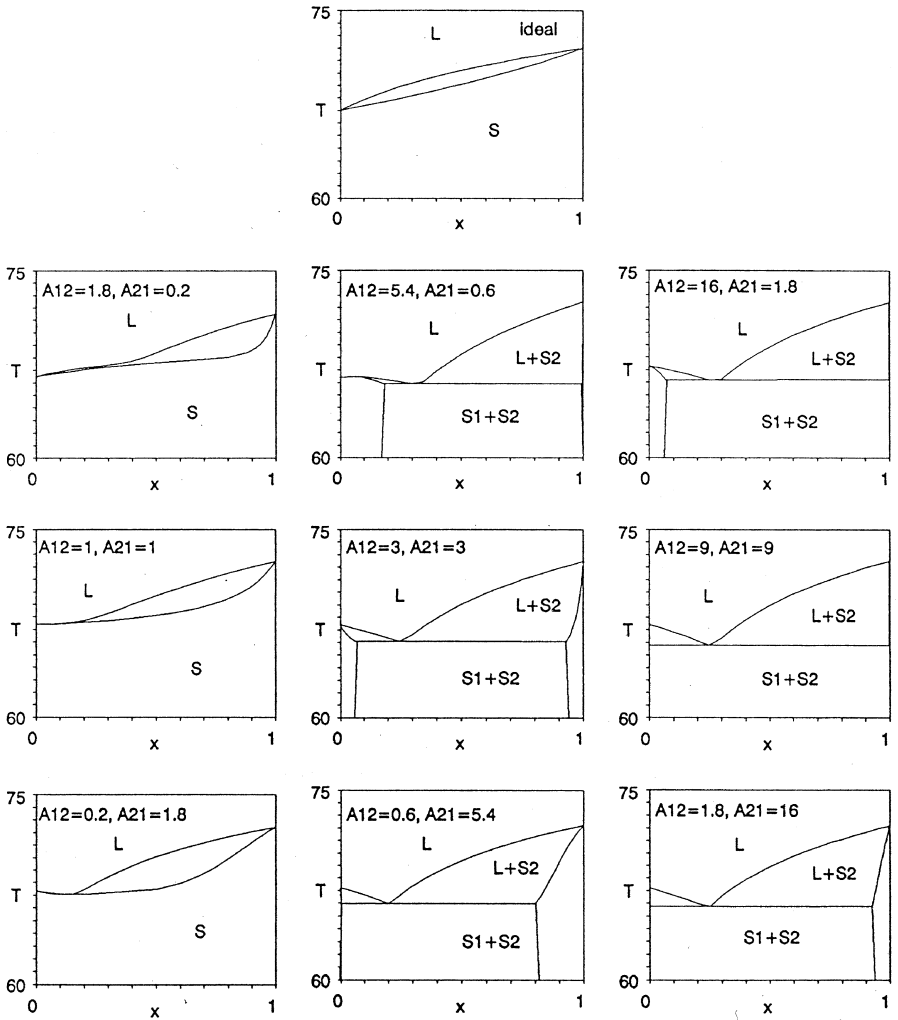 75
L ideal
T
S
60
0 x 1
75 75 75
A12=1.8, A21=0.2 A12=5.4, A21=0.6 A12=16, A21=1.8
L L L
T T L+S2 T L+S2
S S1+S2 S1+S2
60 60 60
0 x 1 0 x 1 0 x 1
75 75 75
A12=1, A21=1 A12=3, A21=3 A12=9, A21=9
L L L
T T L+S2 T L+S2
S S1+S2 S1+S2
60 60 60
0 x 1 0 x 1 0 x 1
75 75 75
A12=0.2, A21=1.8 A12=0.6, A21=5.4 A12=1.8, A21=16
L L L
T T L+S2 T L+S2
S S1+S2 S1+S2
60 60 60
0 x 1 0 x 1 0 x 1